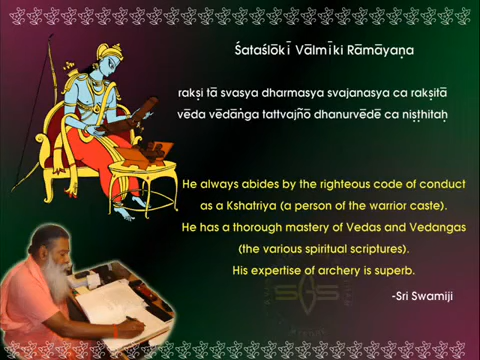 Śataślōkī Vālmīki Rāmāyaṇa
rakṣi tā svasya dharmasya svajanasya ca rakṣitā
vēda vēdāṅga tattvajñō dhanurvēdē ca niṣṭhitaḥ
He always abides by the righteous code of conduct
as a Kshatriya (a person of the warrior caste).
He has a thorough mastery of Vedas and Vedangas
(the various spiritual scriptures).
His expertise of archery is superb.
-Sri Swamiji